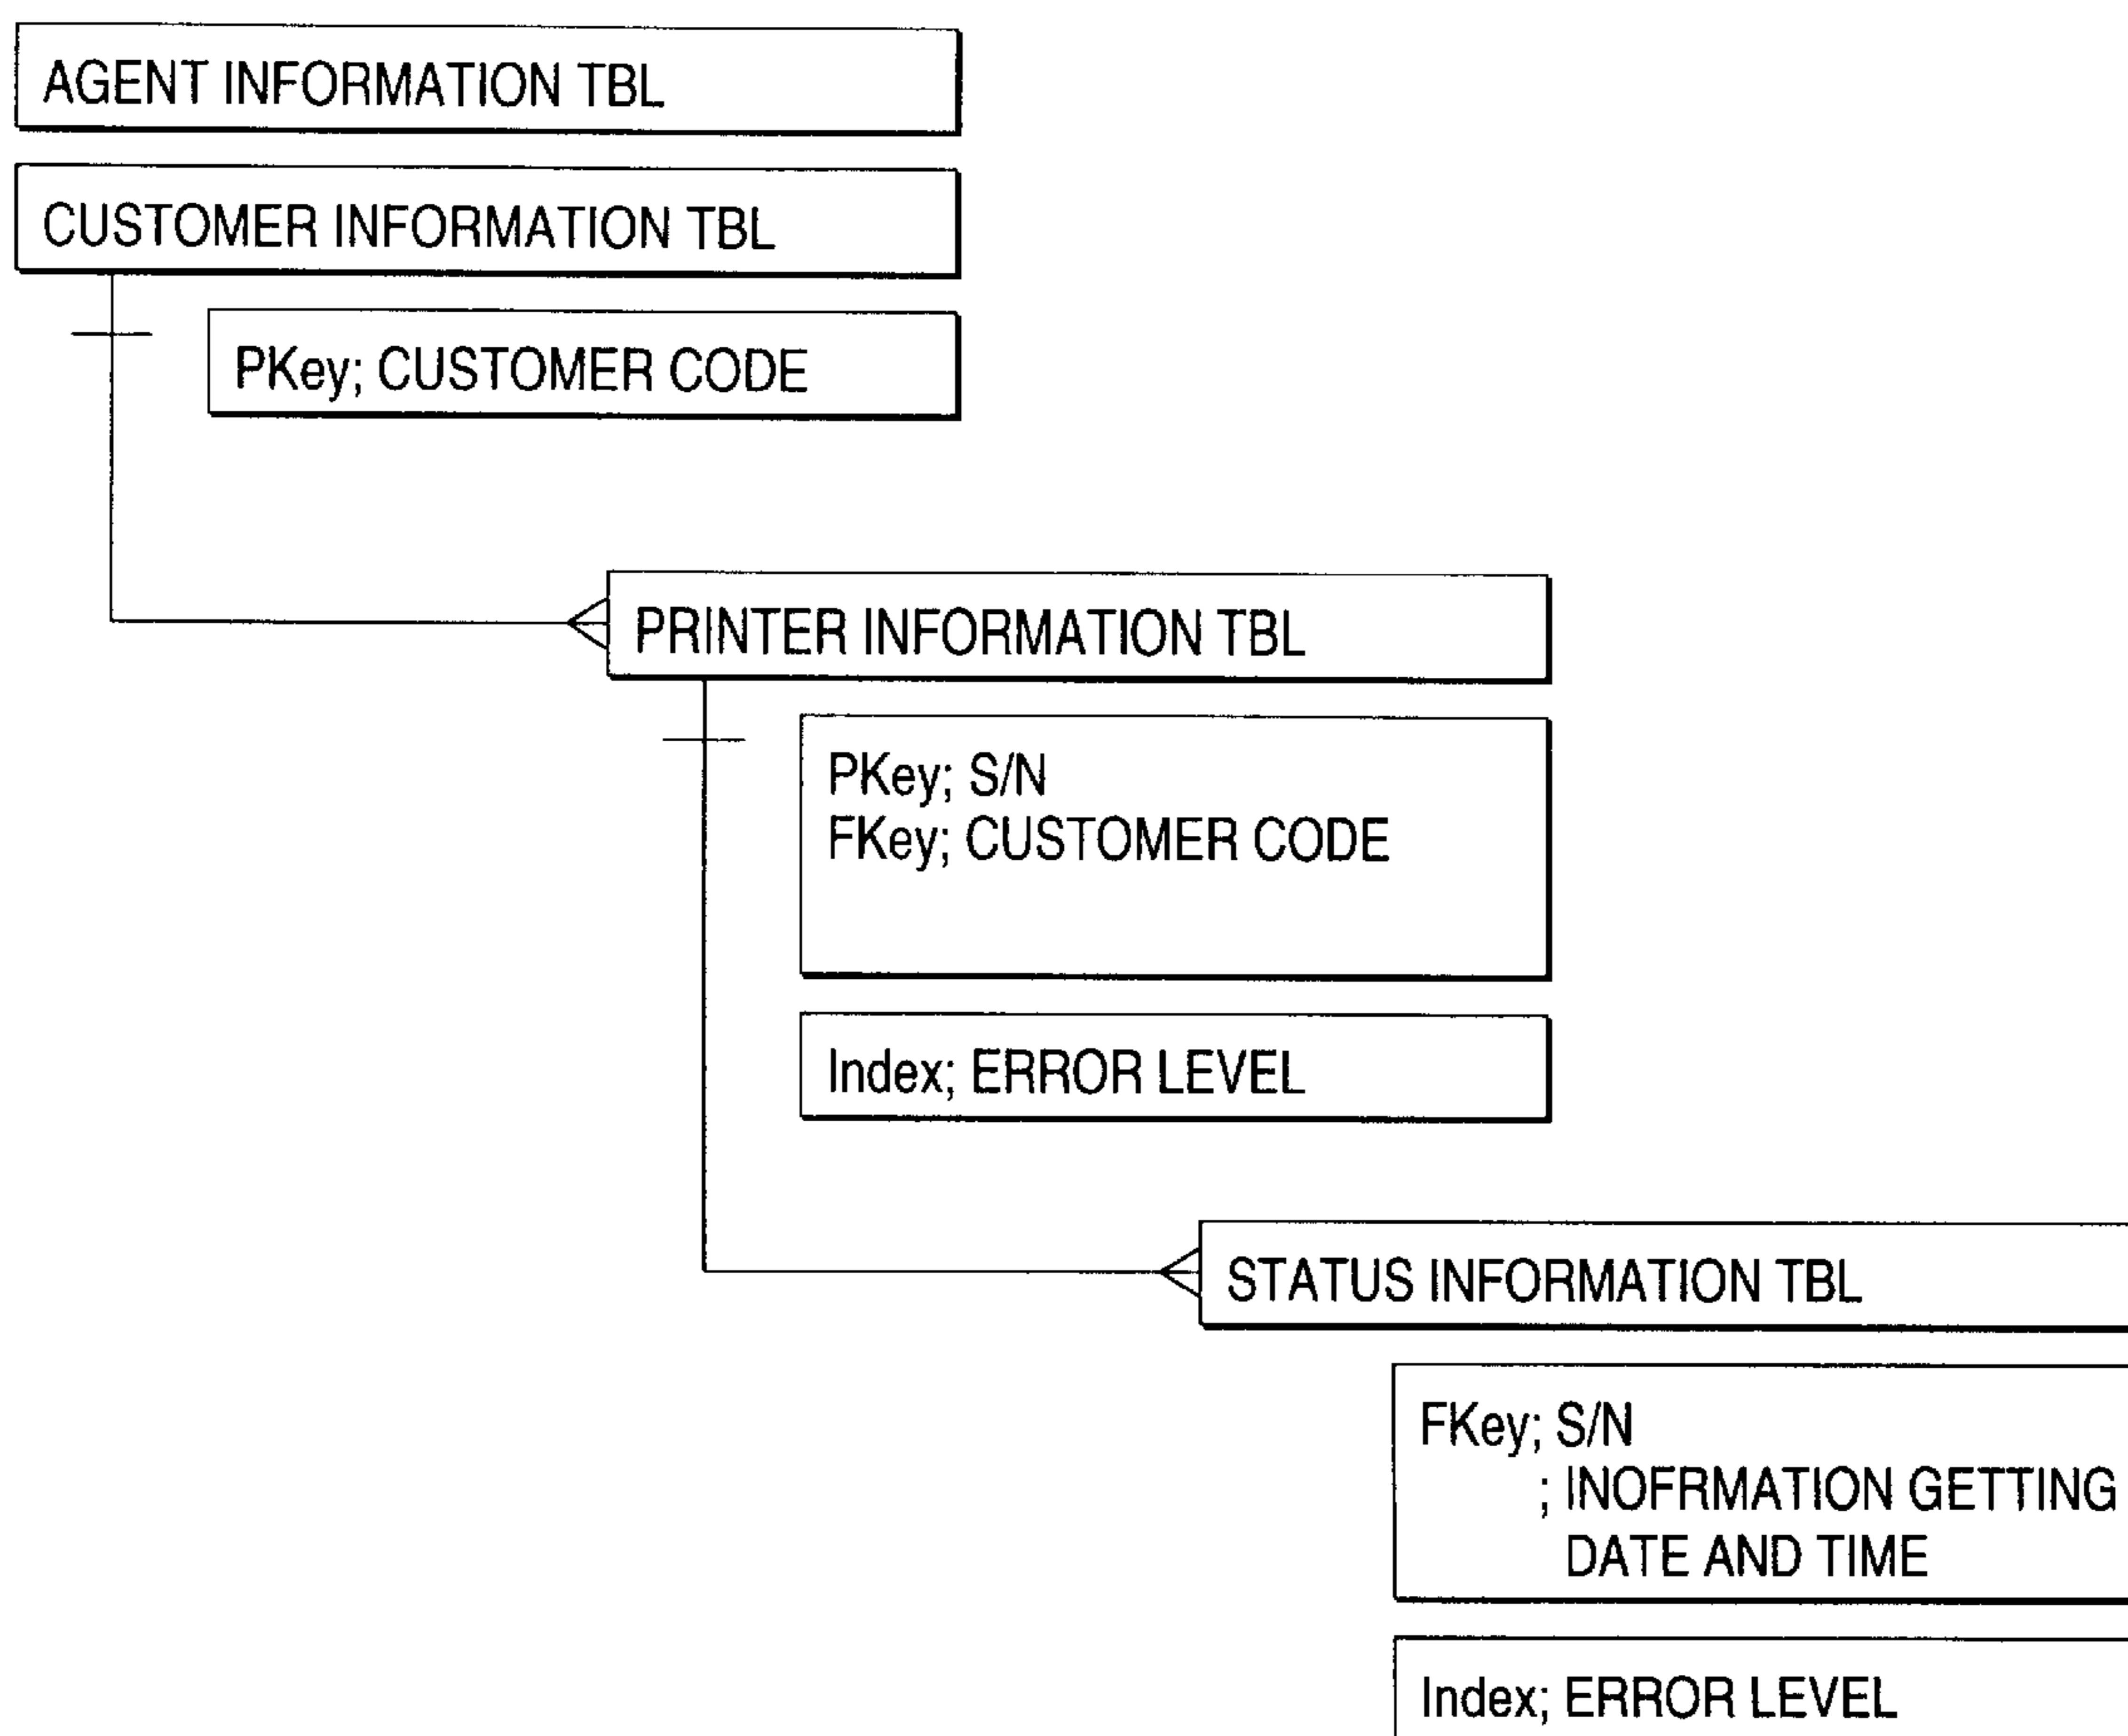 AGENT INFORMATION TBL
CUSTOMER INFORMATION TBL
PKey; CUSTOMER CODE
PRINTER INFORMATION TBL
PKey; S/N
FKey; CUSTOMER CODE
Index; ERROR LEVEL
STATUS INFORMATION TBL
FKey; S/N
; INOFRMATION GETTING
DATE AND TIME
Index; ERROR LEVEL